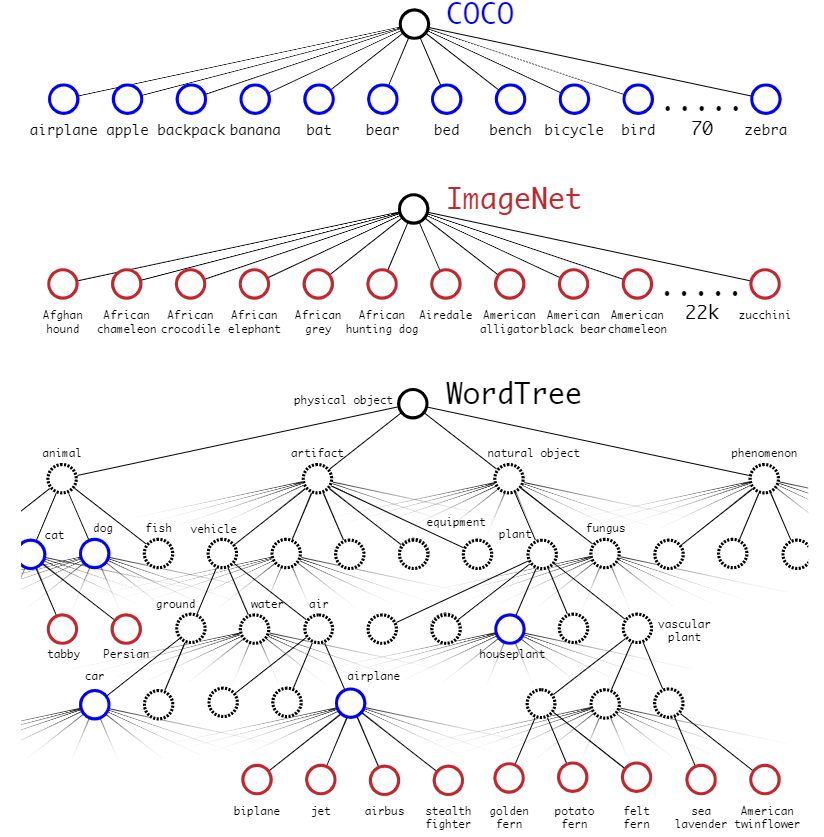 COCO
airplane apple backpack banana bat bear bed bench bicycle bird ..... 70 zebra
ImageNet
Afghan African African African African African Airedale American American American ..... 22k zucchini
hound chameleon crocodile elephant grey hunting dog alligator black bear chameleon
WordTree
physical object
animal artifact natural object phenomenon
cat dog fish vehicle equipment plant fungus
ground water air vascular
plant
tabby Persian houseplant
car airplane
biplane jet airbus stealth golden potato felt sea American
fighter fern fern fern lavender twinflower